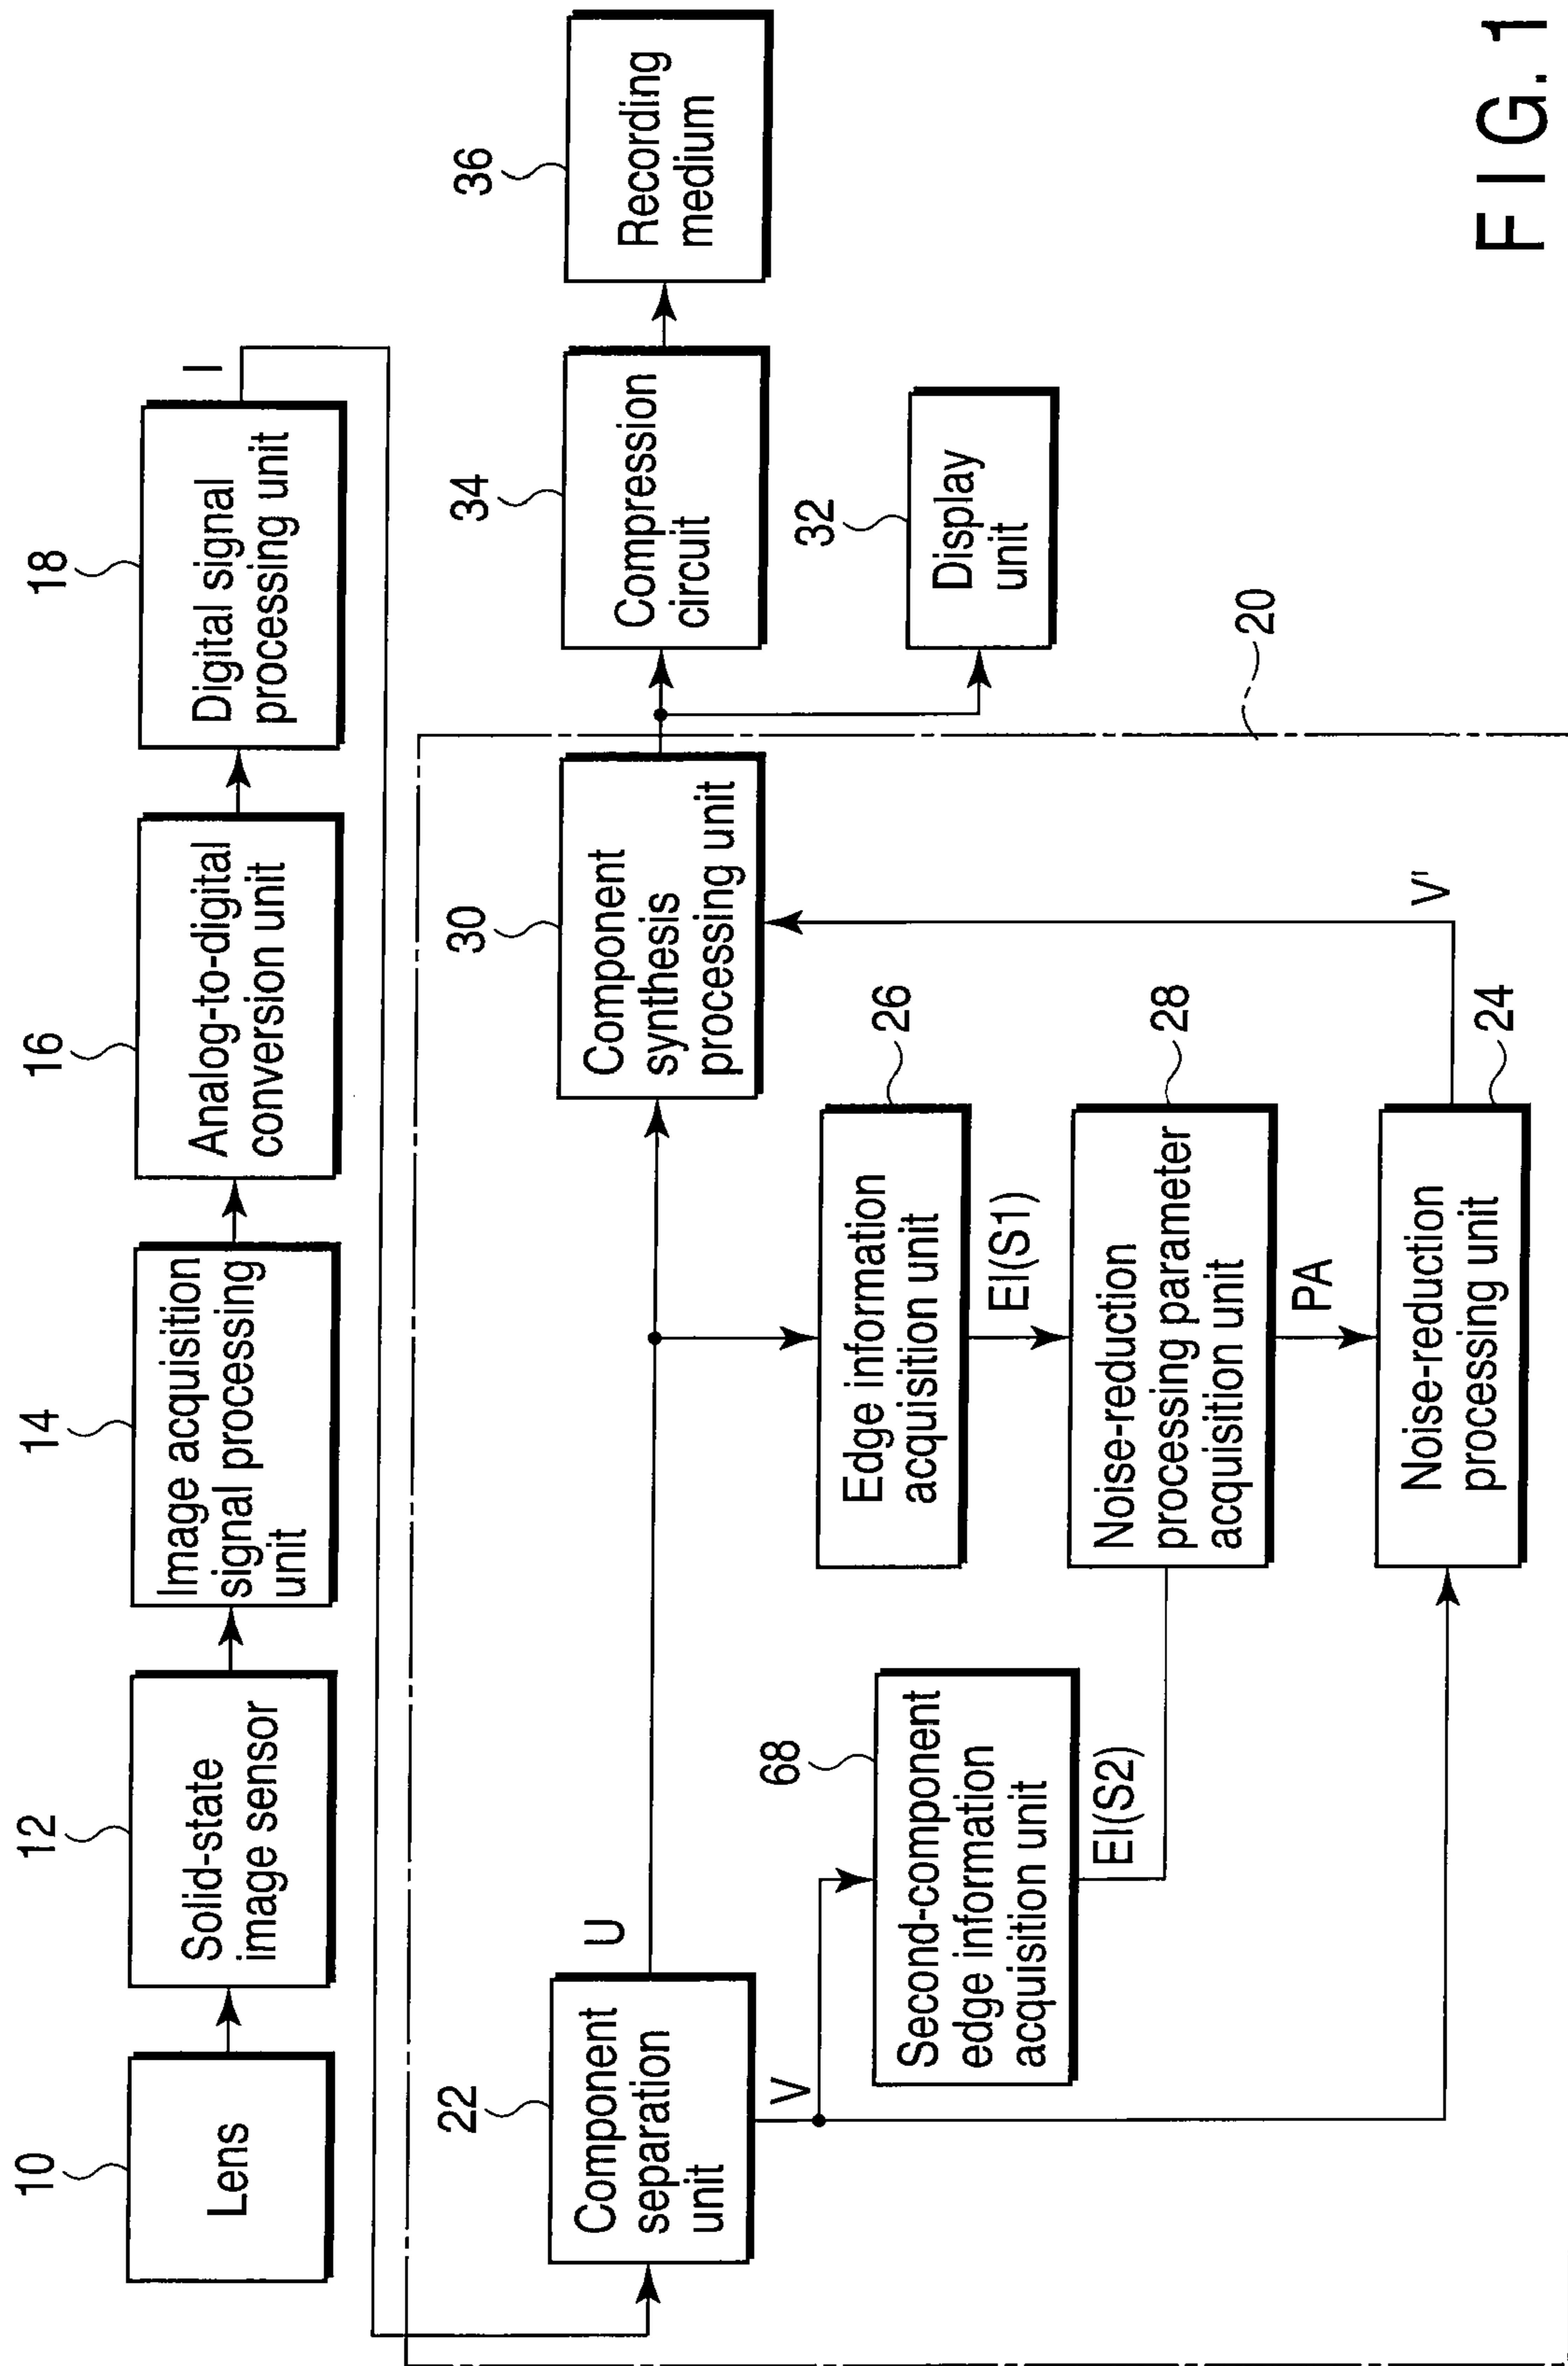 10
Lens
12
Solid-state
image sensor
14
Image acquisition
signal processing
unit
16
Analog-to-digital
conversion unit
18
Digital signal
processing unit
I
22
Component
separation
unit
U
V
30
Component
synthesis
processing unit
34
Compression
circuit
36
Recording
medium
32
Display
unit
20
68
Second-component
edge information
acquisition unit
EI(S2)
26
Edge information
acquisition unit
EI(S1)
28
Noise-reduction
processing parameter
acquisition unit
PA
24
Noise-reduction
processing unit
V'
FIG. 1